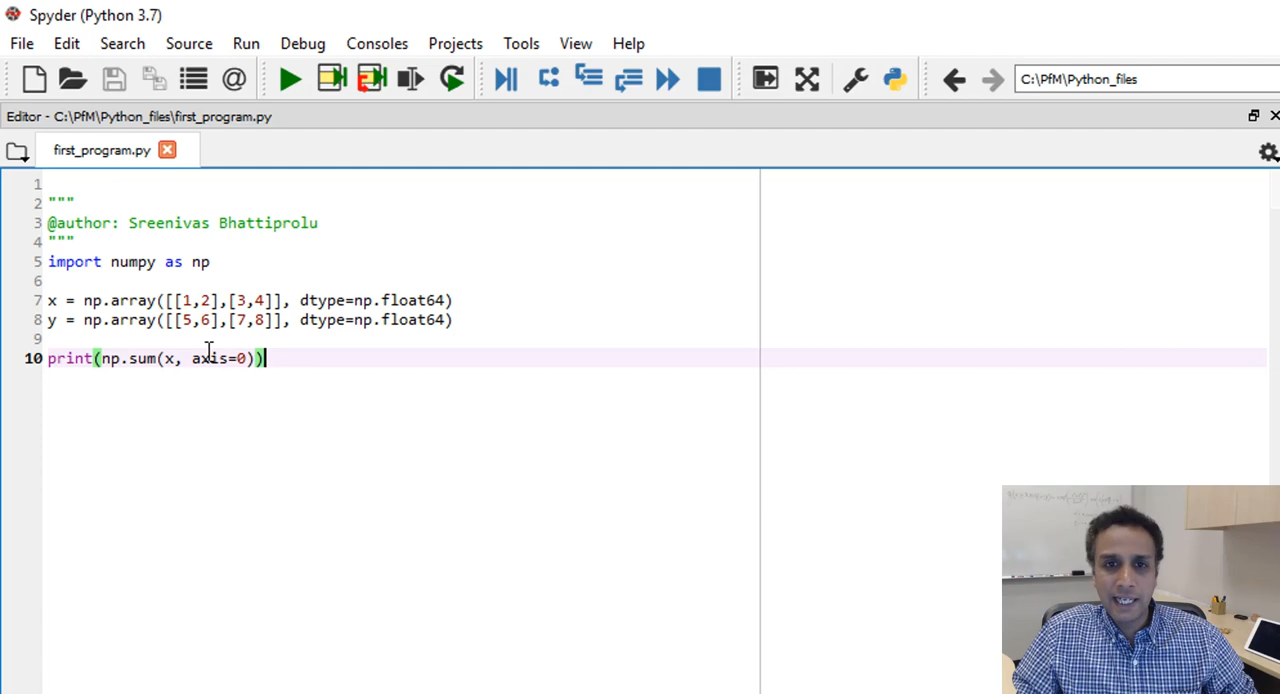 Spyder (Python 3.7)
File Edit Search Source Run Debug Consoles Projects Tools View Help
C:\PfM\Python_files
Editor - C:\PfM\Python_files\first_program.py
first_program.py
1
2 """
3 @author: Sreenivas Bhattiprolu
4 """
5 import numpy as np
6
7 x = np.array([[1,2],[3,4]], dtype=np.float64)
8 y = np.array([[5,6],[7,8]], dtype=np.float64)
9
10 print(np.sum(x, axis=0))